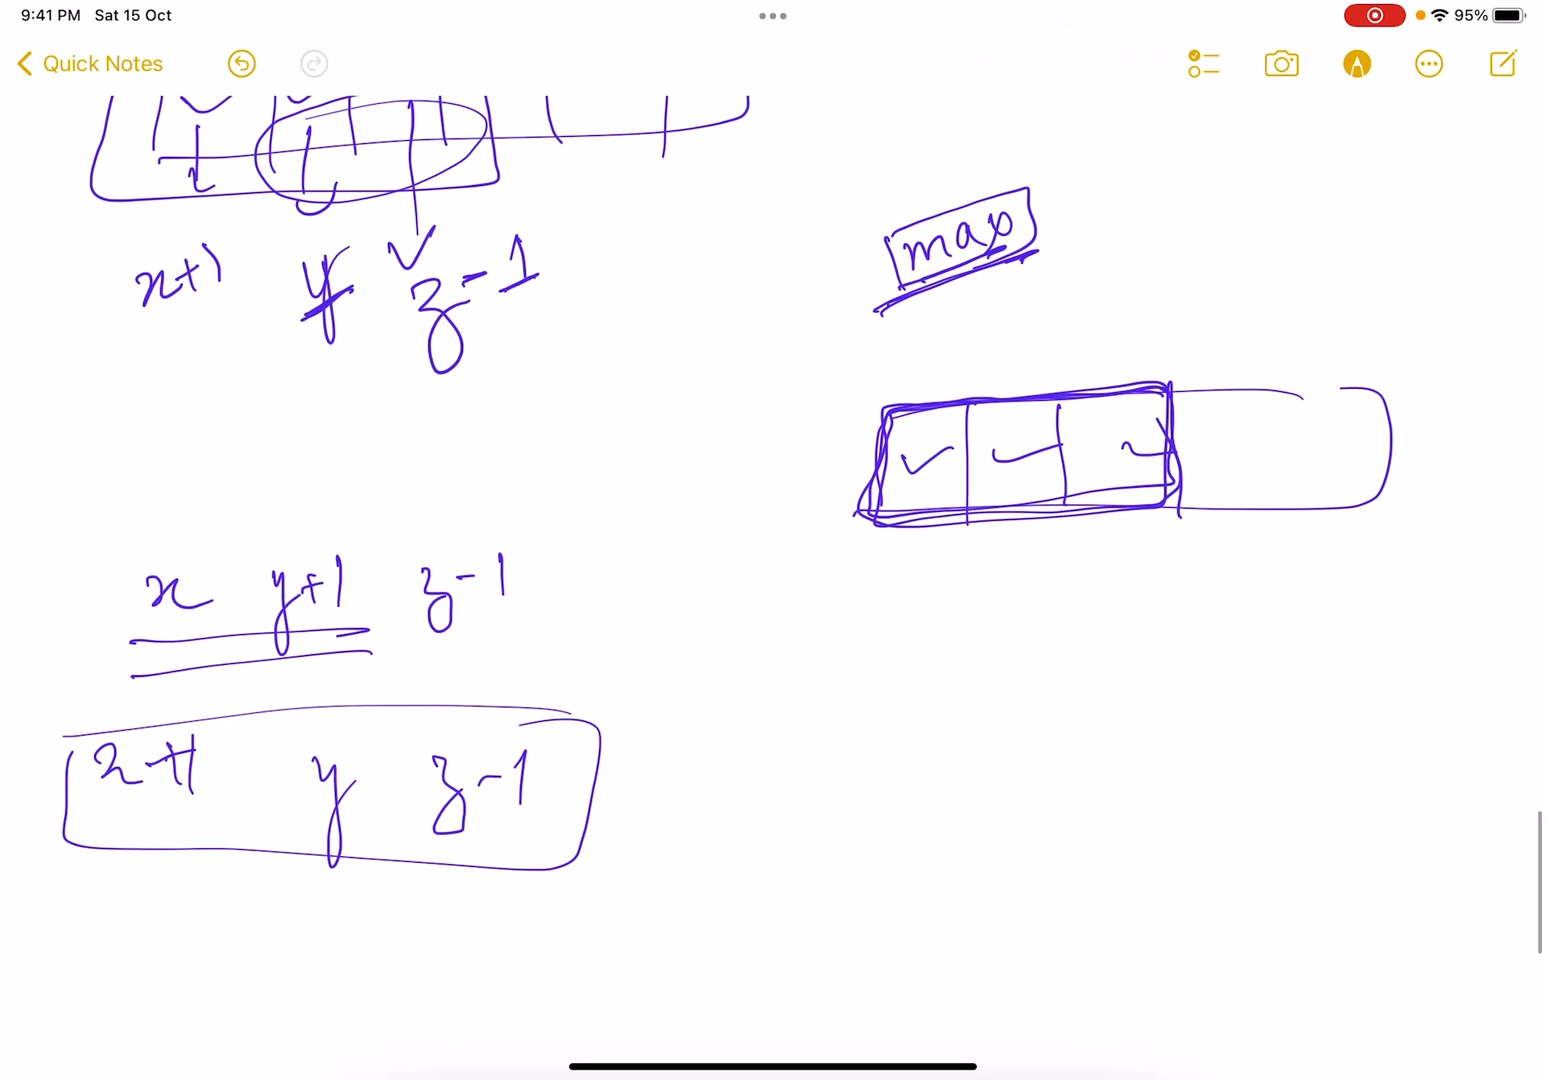 9:41 PM Sat 15 Oct
95%
Quick Notes
x+1 y z-1
max
x y+1 z-1
x+1 y z-1